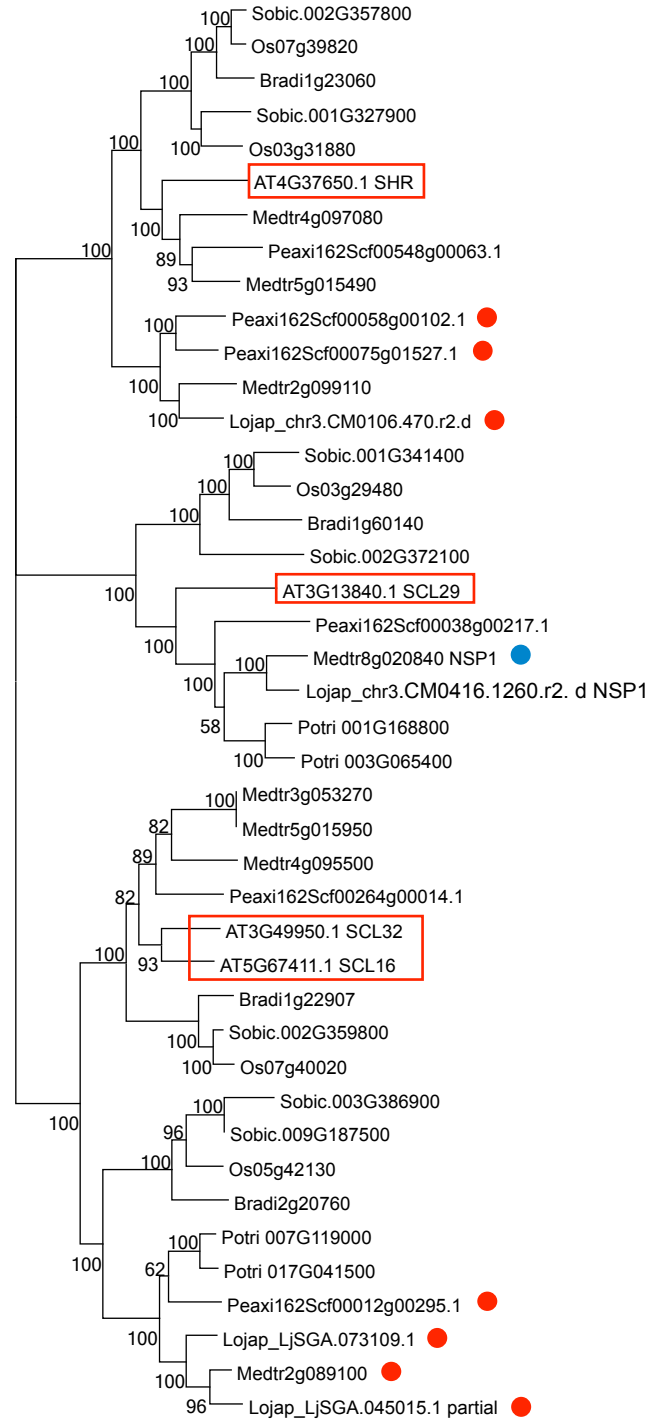 Sobic.002G357800
100
Os07g39820
100
Bradi1g23060
100
Sobic.001G327900
100
Os03g31880
100
AT4G37650.1 SHR
Medtr4g097080
100
Peaxi162Scf00548g00063.1
100
89
93
Medtr5g015490
Peaxi162Scf00058g00102.1
100
Peaxi162Scf00075g01527.1
Medtr2g099110
100
100
Lojap_chr3.CM0106.470.r2.d
Sobic.001G341400
100
Os03g29480
100
Bradi1g60140
100
Sobic.002G372100
AT3G13840.1 SCL29
100
Peaxi162Scf00038g00217.1
Medtr8g020840 NSP1
100
100
Lojap_chr3.CM0416.1260.r2. d NSP1
Potri 001G168800
58
100
Potri 003G065400
Medtr3g053270
100
Medtr5g015950
82
Medtr4g095500
89
Peaxi162Scf00264g00014.1
82
AT3G49950.1 SCL32
100
93
AT5G67411.1 SCL16
Bradi1g22907
Sobic.002G359800
100
100
Os07g40020
Sobic.003G386900
100
100
Sobic.009G187500
96
100
Os05g42130
Bradi2g20760
Potri 007G119000
100
100
Potri 017G041500
62
Peaxi162Scf00012g00295.1
Lojap_LjSGA.073109.1
100
Medtr2g089100
100
96
Lojap_LjSGA.045015.1 partial